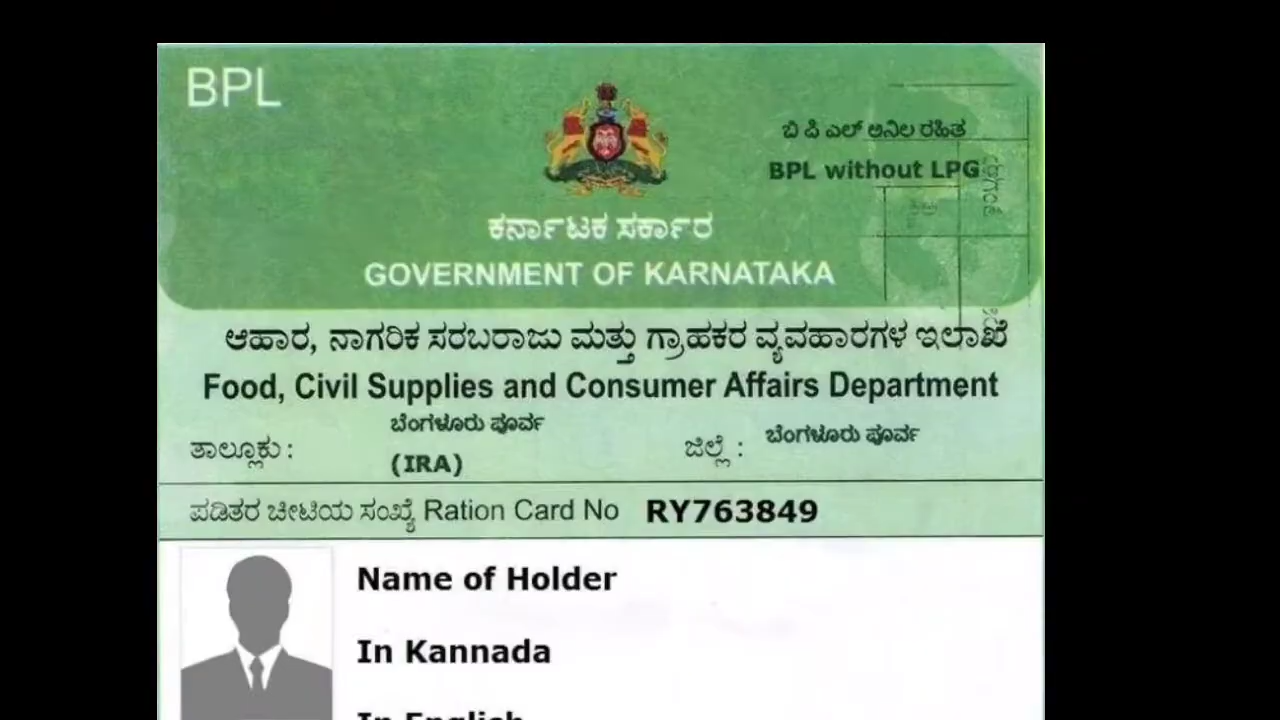 BPL
ಬಿ ಪಿ ಎಲ್ ಅನಿಲ ರಹಿತ
BPL without LPG
ಕರ್ನಾಟಕ ಸರ್ಕಾರ
GOVERNMENT OF KARNATAKA
ಆಹಾರ, ನಾಗರಿಕ ಸರಬರಾಜು ಮತ್ತು ಗ್ರಾಹಕರ ವ್ಯವಹಾರಗಳ ಇಲಾಖೆ
Food, Civil Supplies and Consumer Affairs Department
ತಾಲ್ಲೂಕು : ಬೆಂಗಳೂರು ಪೂರ್ವ (IRA) ಜಿಲ್ಲೆ : ಬೆಂಗಳೂರು ಪೂರ್ವ
ಪಡಿತರ ಚೀಟಿಯ ಸಂಖ್ಯೆ Ration Card No RY763849
Name of Holder
In Kannada
In English